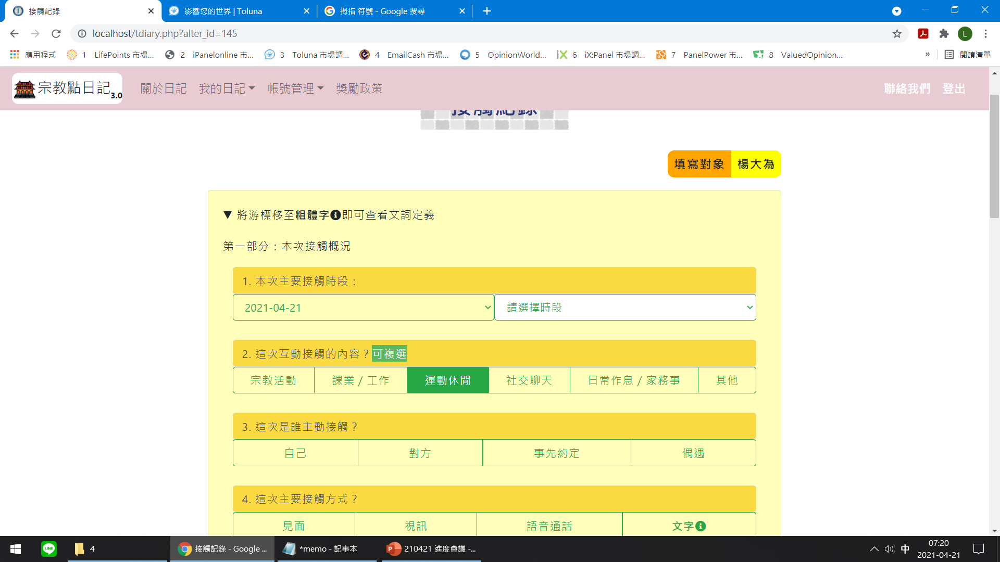 接觸記錄
影響您的世界 | Toluna
拇指 符號 - Google 搜尋
localhost/tdiary.php?alter_id=145
L
應用程式
1 LifePoints 市場...
2 iPanelonline 市...
3 Toluna 市場調...
4 EmailCash 市場...
5 OpinionWorld...
6 iX:Panel 市場調...
7 PanelPower 市...
8 ValuedOpinion...
»
閱讀清單
宗教點日記3.0
關於日記
我的日記
帳號管理
獎勵政策
聯絡我們
登出
接觸紀錄
填寫對象 楊大為
▼ 將游標移至粗體字即可查看文詞定義
第一部分：本次接觸概況
1. 本次主要接觸時段：
2021-04-21 請選擇時段
2. 這次互動接觸的內容？可複選
宗教活動 課業 / 工作 運動休閒 社交聊天 日常作息 / 家務事 其他
3. 這次是誰主動接觸？
自己 對方 事先約定 偶遇
4. 這次主要接觸方式？
見面 視訊 語音通話 文字
LINE
4
接觸記錄 - Google ...
*memo - 記事本
P
210421 進度會議 -...
中
07:20
2021-04-21